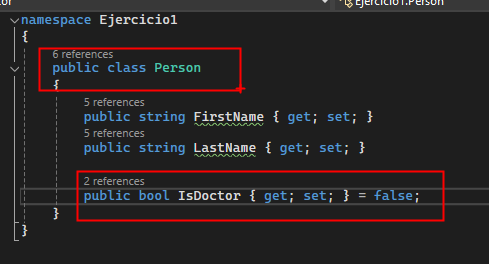 Ejercicio1.Person
namespace Ejercicio1
{
6 references
public class Person
{
5 references
public string FirstName { get; set; }
5 references
public string LastName { get; set; }
2 references
public bool IsDoctor { get; set; } = false;
}
}